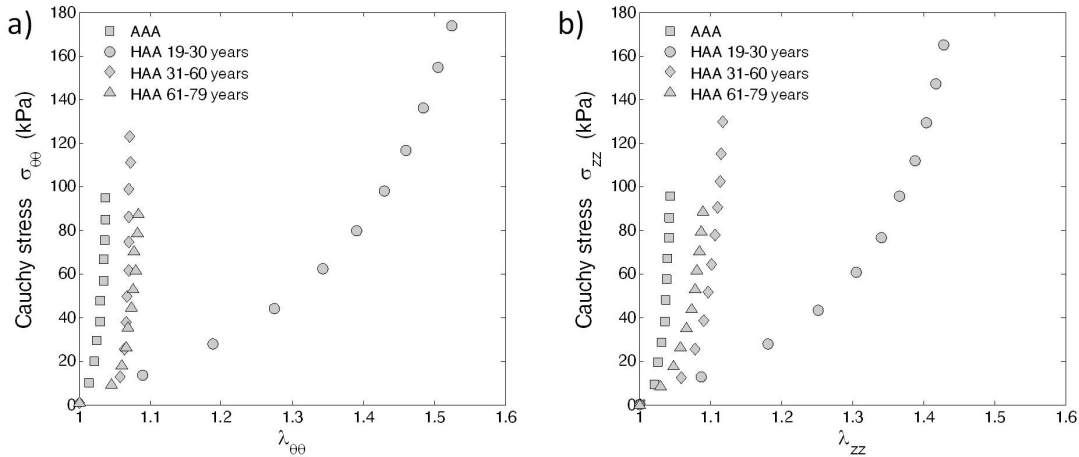 a)
AAA
HAA 19-30 years
HAA 31-60 years
HAA 61-79 years
Cauchy stress σθθ (kPa)
180
160
140
120
100
80
60
40
20
0
1 1.1 1.2 1.3 1.4 1.5 1.6
λθθ
b)
AAA
HAA 19-30 years
HAA 31-60 years
HAA 61-79 years
Cauchy stress σzz (kPa)
180
160
140
120
100
80
60
40
20
0
1 1.1 1.2 1.3 1.4 1.5 1.6
λzz